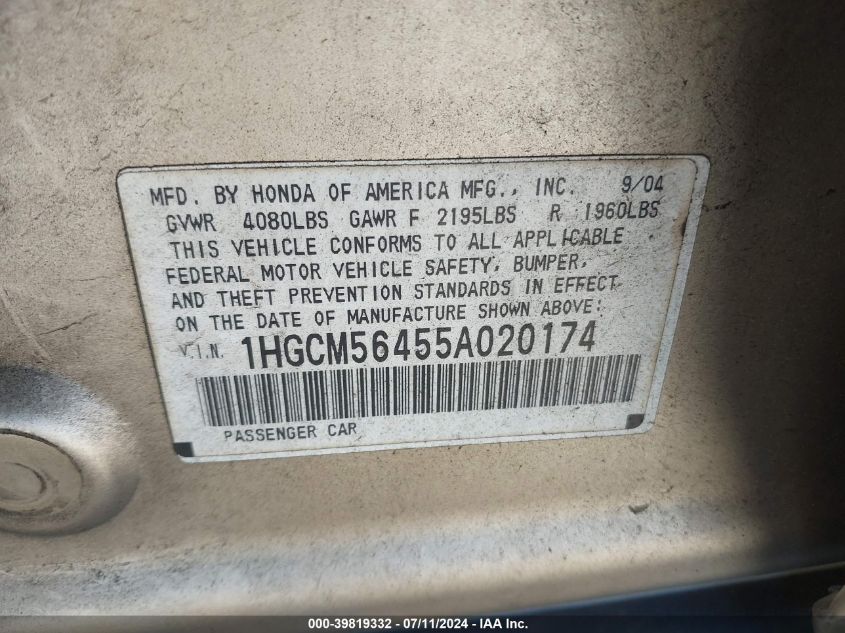 MFD. BY HONDA OF AMERICA MFG., INC. 9/04
GVWR 4080LBS GAWR F 2195LBS R 1960LBS
THIS VEHICLE CONFORMS TO ALL APPLICABLE
FEDERAL MOTOR VEHICLE SAFETY, BUMPER,
AND THEFT PREVENTION STANDARDS IN EFFECT
ON THE DATE OF MANUFACTURE SHOWN ABOVE:
V.I.N. 1HGCM56455A020174
PASSENGER CAR
000-39819332 - 07/11/2024 - IAA Inc.